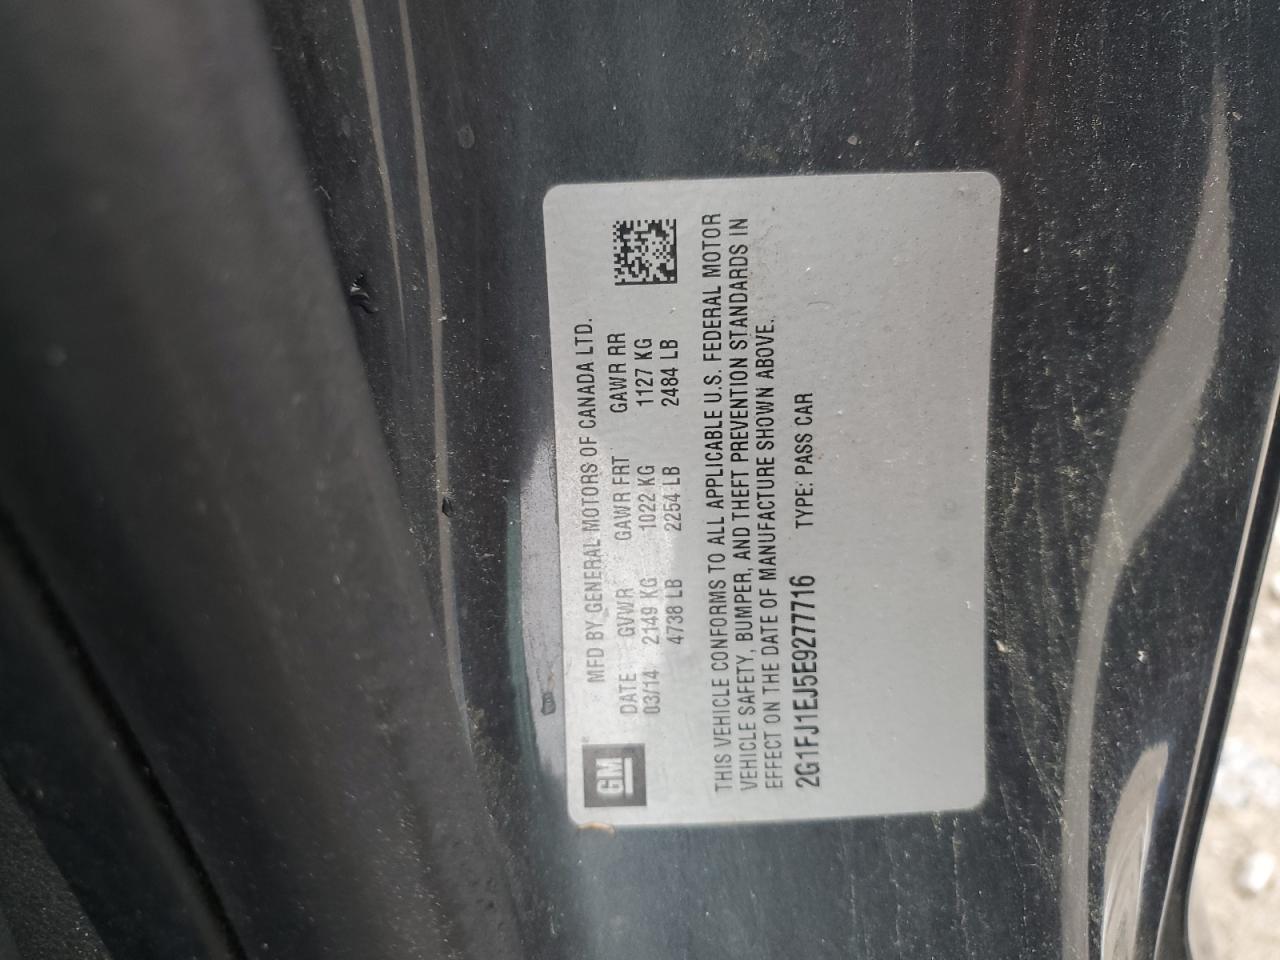 GM
MFD BY GENERAL MOTORS OF CANADA LTD.
DATE GVWR GAWR FRT GAWR RR
03/14 2149 KG 1022 KG 1127 KG
4738 LB 2254 LB 2484 LB
THIS VEHICLE CONFORMS TO ALL APPLICABLE U.S. FEDERAL MOTOR
VEHICLE SAFETY, BUMPER, AND THEFT PREVENTION STANDARDS IN
EFFECT ON THE DATE OF MANUFACTURE SHOWN ABOVE.
2G1FJ1EJ5E9277716 TYPE: PASS CAR